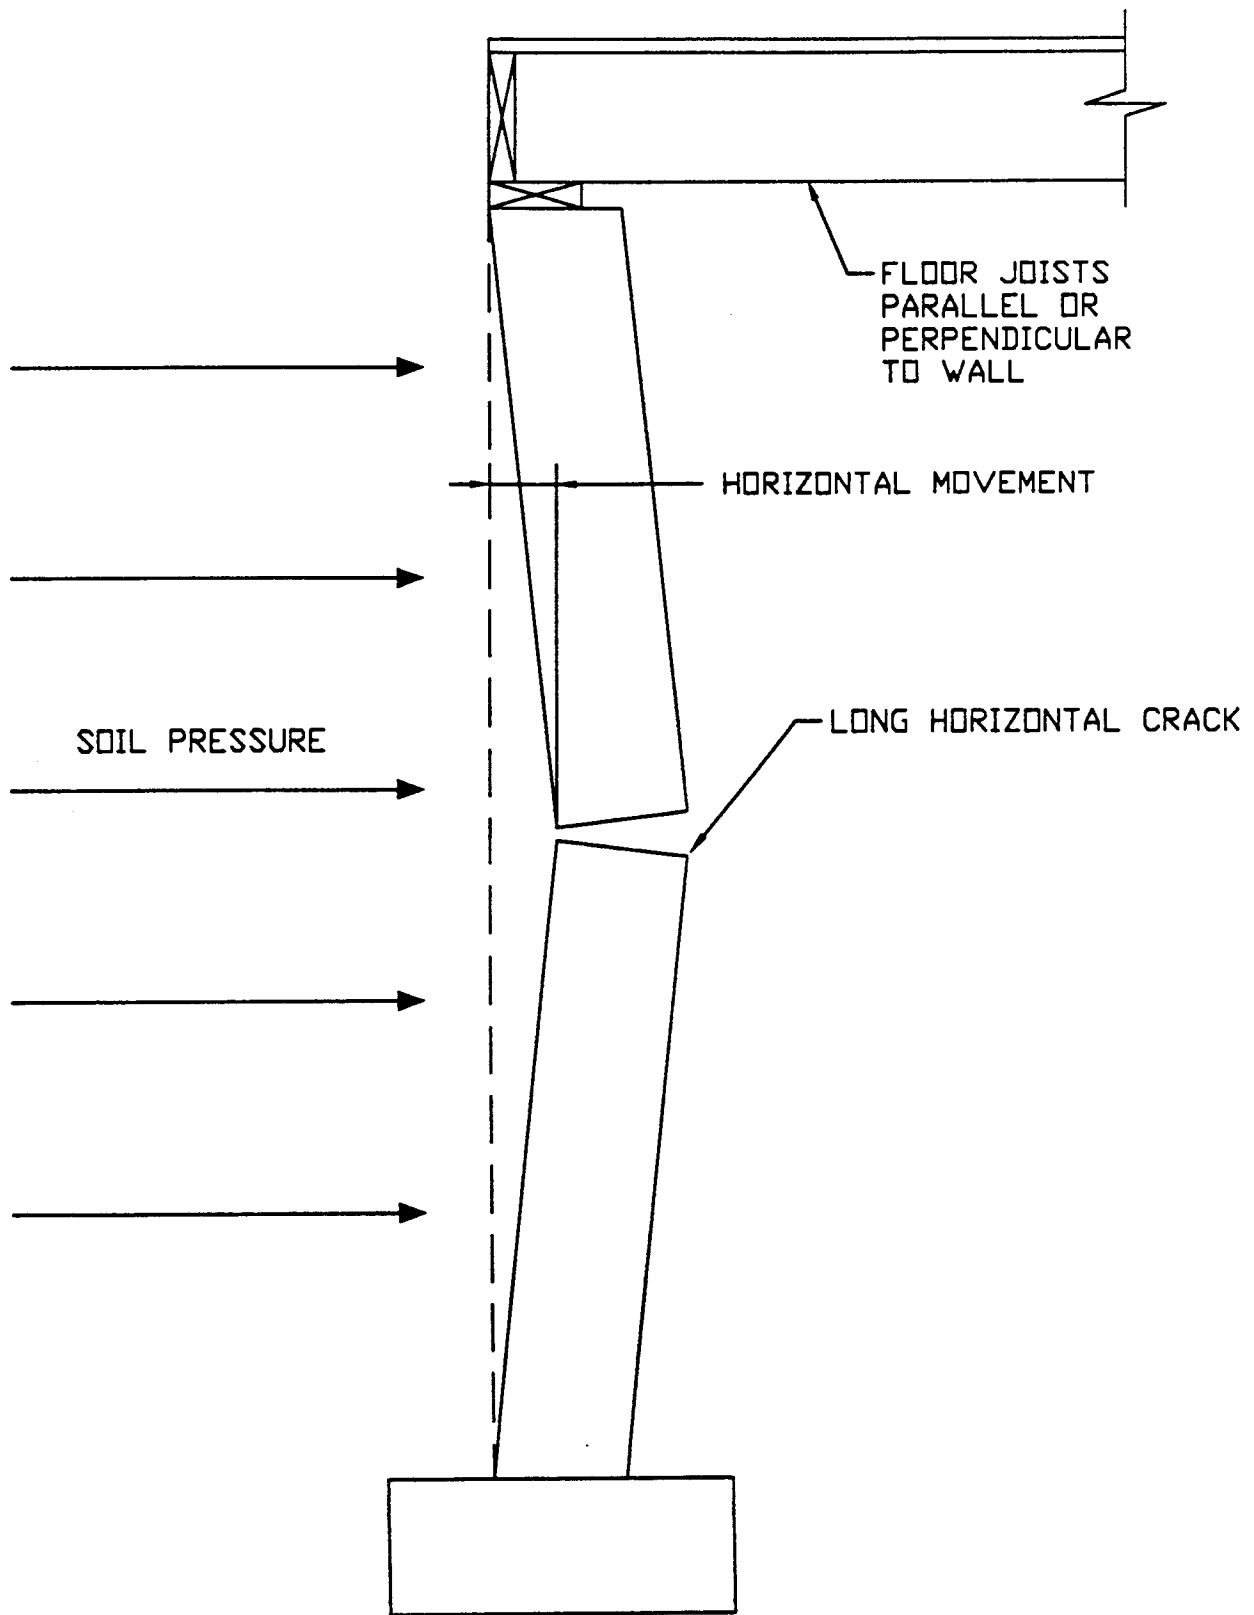 FLOOR JOISTS
PARALLEL OR
PERPENDICULAR
TO WALL
HORIZONTAL MOVEMENT
LONG HORIZONTAL CRACK
SOIL PRESSURE